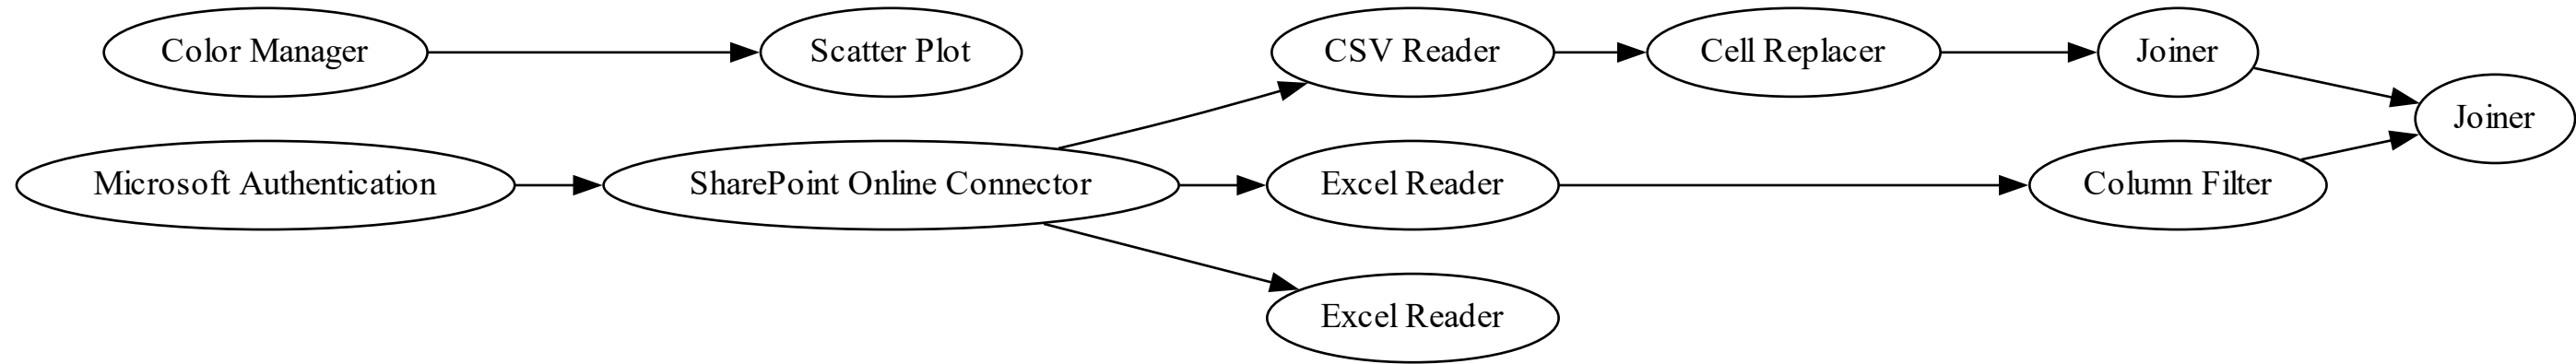 Color Manager
Scatter Plot
CSV Reader
Cell Replacer
Joiner
Joiner
Microsoft Authentication
SharePoint Online Connector
Excel Reader
Column Filter
Excel Reader